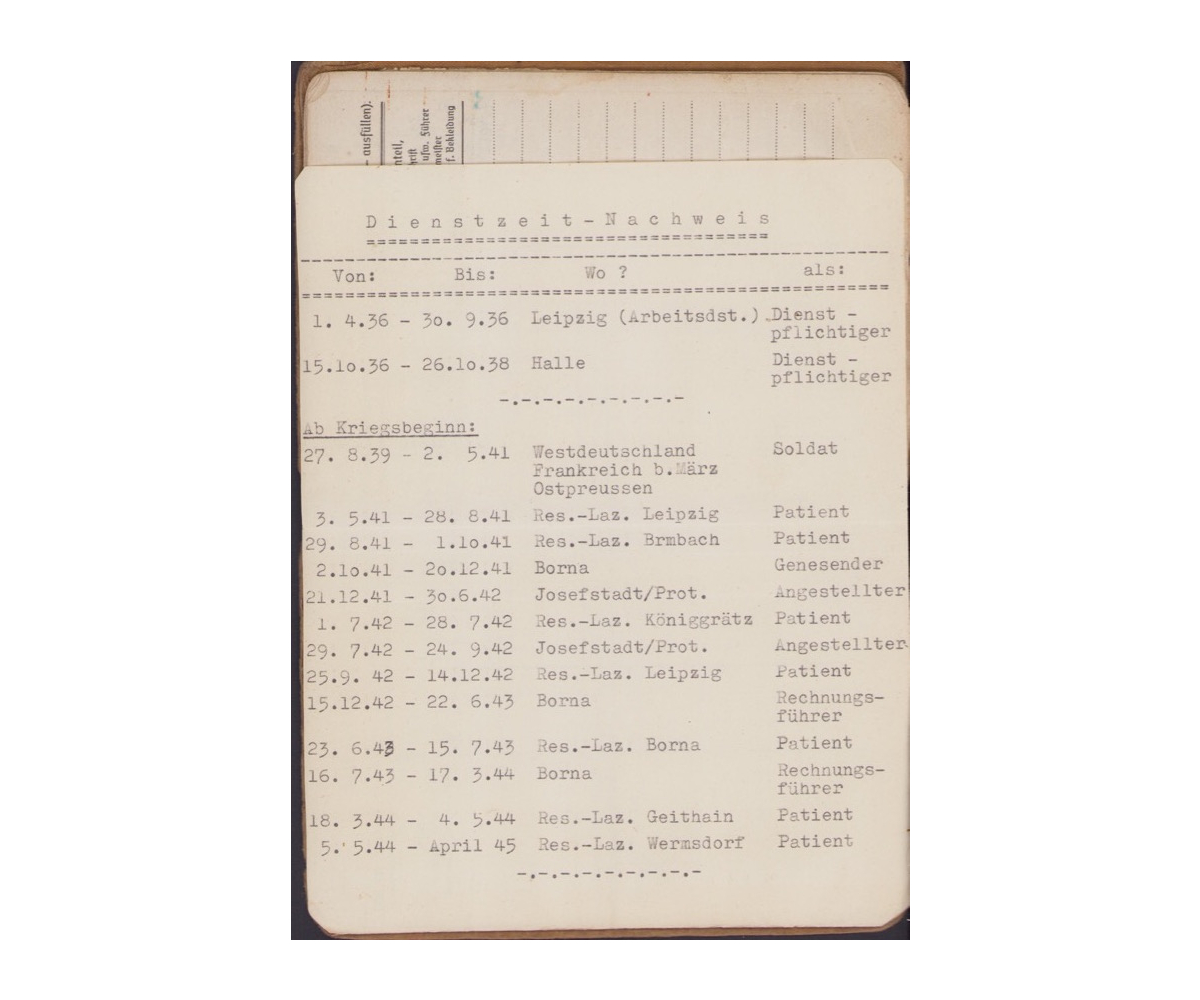 - ausfüllen).
nteil,
hrift
usw. Führer
meister
f. Bekleidung
Dienstzeit-Nachweis
Von: Bis: Wo ? als:
1. 4.36 - 3o. 9.36 Leipzig (Arbeitsdst.) Dienst -
pflichtiger
15.1o.36 - 26.1o.38 Halle Dienst -
pflichtiger
-.-.-.-.-.-.-.-.-
Ab Kriegsbeginn:
27. 8.39 - 2. 5.41 Westdeutschland Soldat
Frankreich b.März
Ostpreussen
3. 5.41 - 28. 8.41 Res.-Laz. Leipzig Patient
29. 8.41 - 1.1o.41 Res.-Laz. Brmbach Patient
2.1o.41 - 2o.12.41 Borna Genesender
21.12.41 - 3o.6.42 Josefstadt/Prot. Angestellter
1. 7.42 - 28. 7.42 Res.-Laz. Königgrätz Patient
29. 7.42 - 24. 9.42 Josefstadt/Prot. Angestellter
25.9. 42 - 14.12.42 Res.-Laz. Leipzig Patient
15.12.42 - 22. 6.43 Borna Rechnungs-
führer
23. 6.43 - 15. 7.43 Res.-Laz. Borna Patient
16. 7.43 - 17. 3.44 Borna Rechnungs-
führer
18. 3.44 - 4. 5.44 Res.-Laz. Geithain Patient
5. 5.44 - April 45 Res.-Laz. Wermsdorf Patient
-.-.-.-.-.-.-.-.-